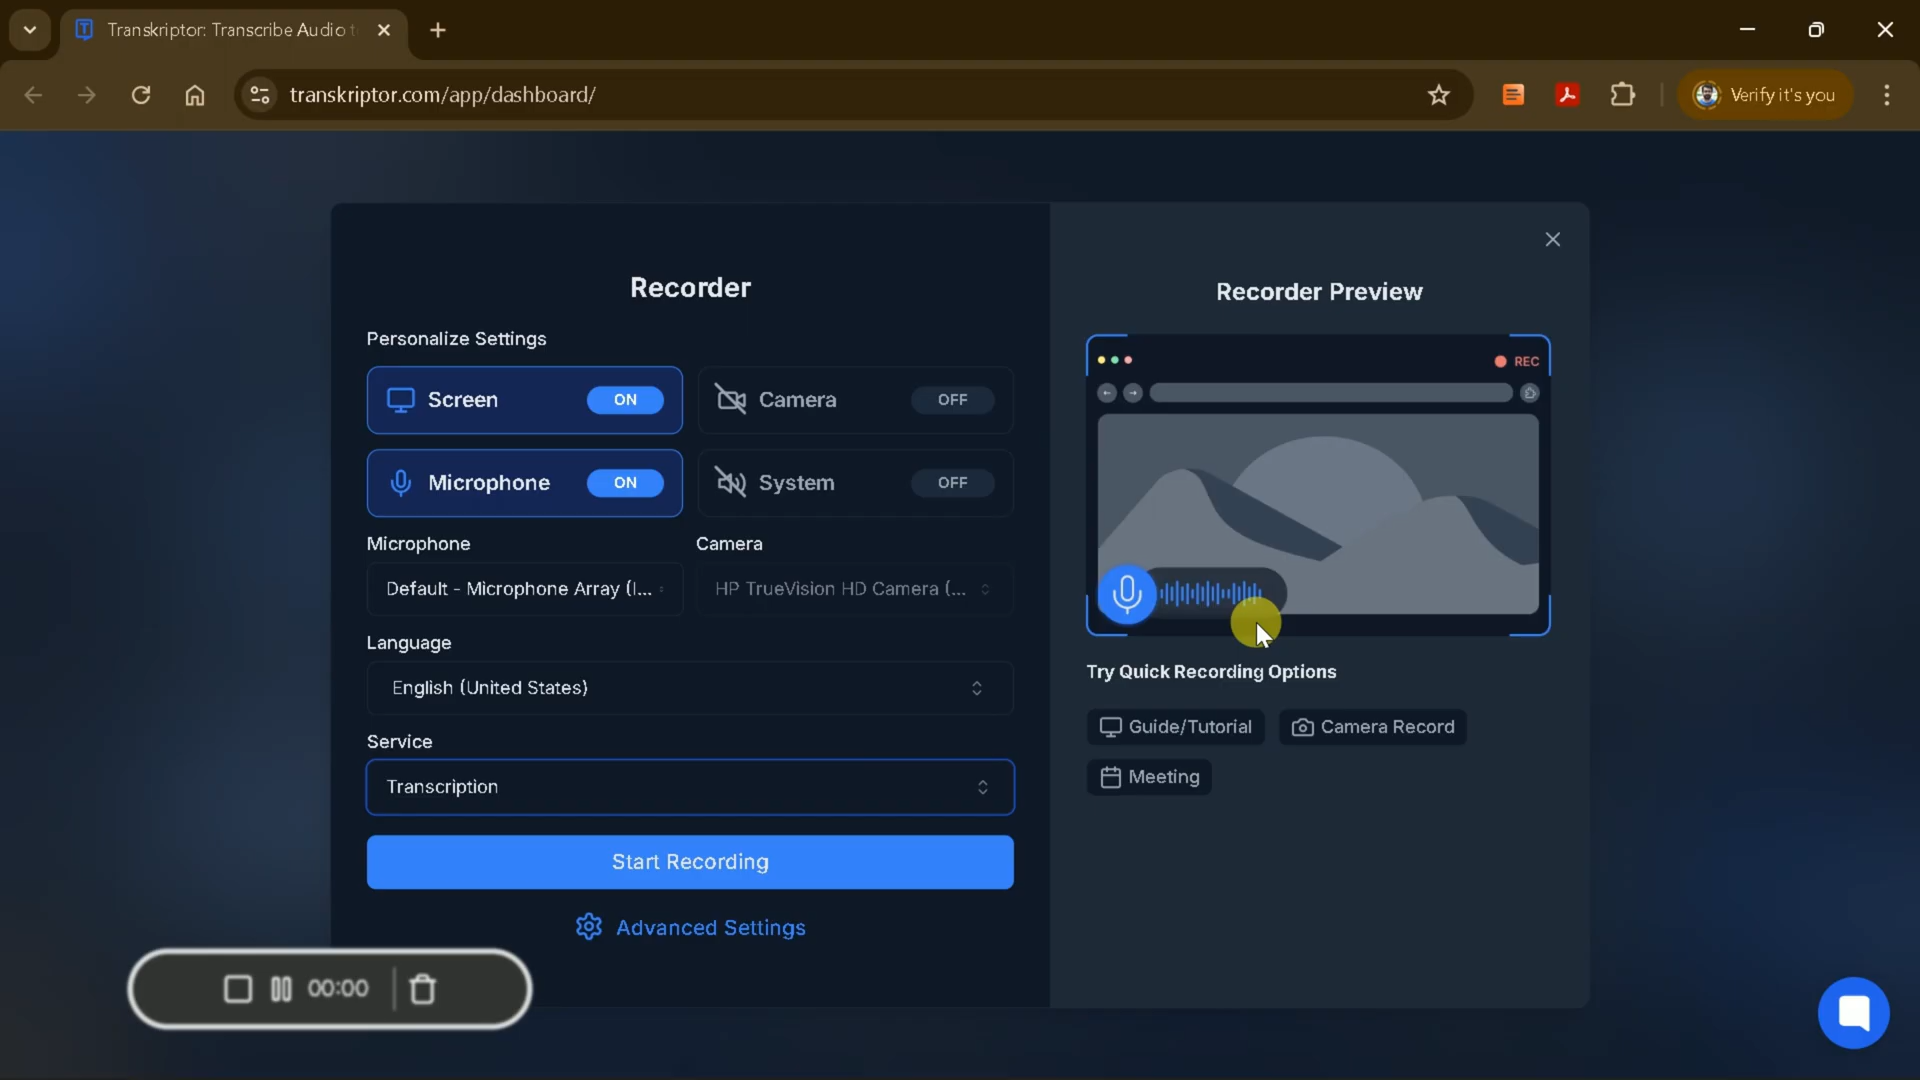 Transkriptor: Transcribe Audio t
transkriptor.com/app/dashboard/
Verify it's you
Recorder
Personalize Settings
Screen ON
Camera OFF
Microphone ON
System OFF
Microphone
Camera
Default - Microphone Array (I...
HP TrueVision HD Camera (...
Language
English (United States)
Service
Transcription
Start Recording
Advanced Settings
00:00
Recorder Preview
REC
Try Quick Recording Options
Guide/Tutorial
Camera Record
Meeting